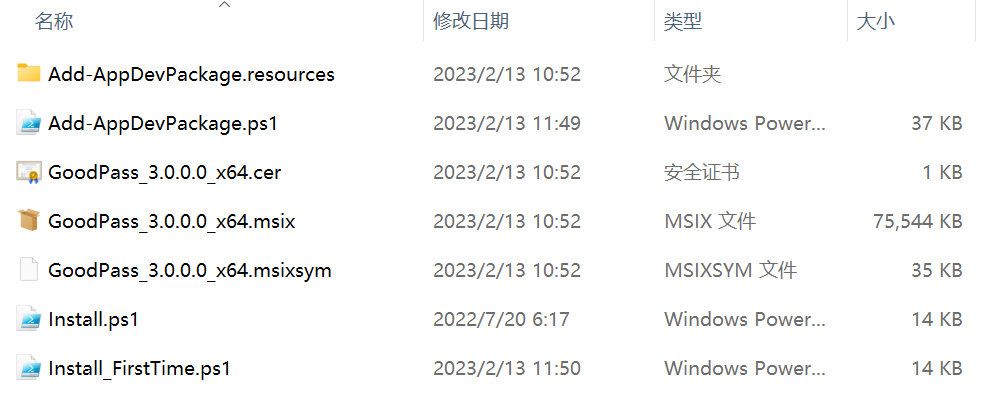 名称 修改日期 类型 大小
Add-AppDevPackage.resources 2023/2/13 10:52 文件夹
Add-AppDevPackage.ps1 2023/2/13 11:49 Windows Power... 37 KB
GoodPass_3.0.0.0_x64.cer 2023/2/13 10:52 安全证书 1 KB
GoodPass_3.0.0.0_x64.msix 2023/2/13 10:52 MSIX 文件 75,544 KB
GoodPass_3.0.0.0_x64.msixsym 2023/2/13 10:52 MSIXSYM 文件 35 KB
Install.ps1 2022/7/20 6:17 Windows Power... 14 KB
Install_FirstTime.ps1 2023/2/13 11:50 Windows Power... 14 KB